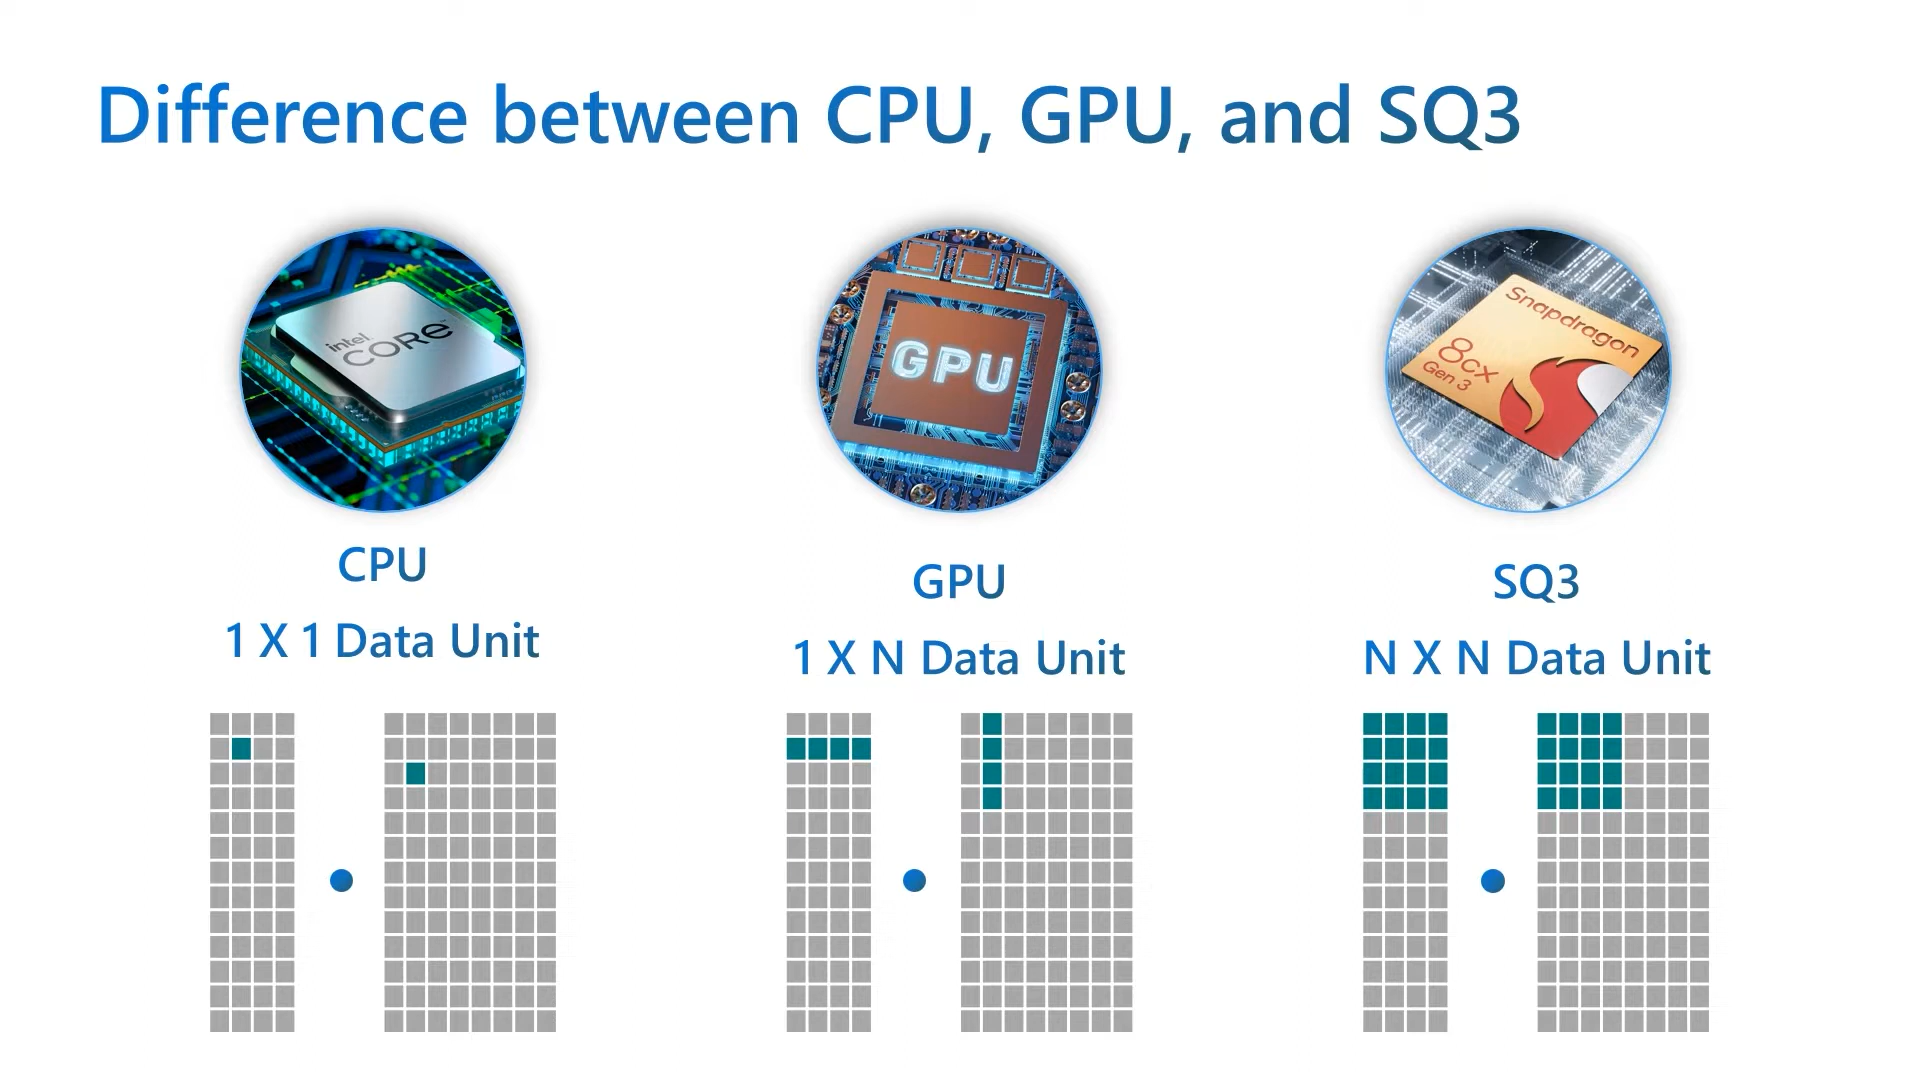 Difference between CPU, GPU, and SQ3
intel
CORE™
GPU
Snapdragon
8cx
Gen 3
CPU
1 X 1 Data Unit
GPU
1 X N Data Unit
SQ3
N X N Data Unit